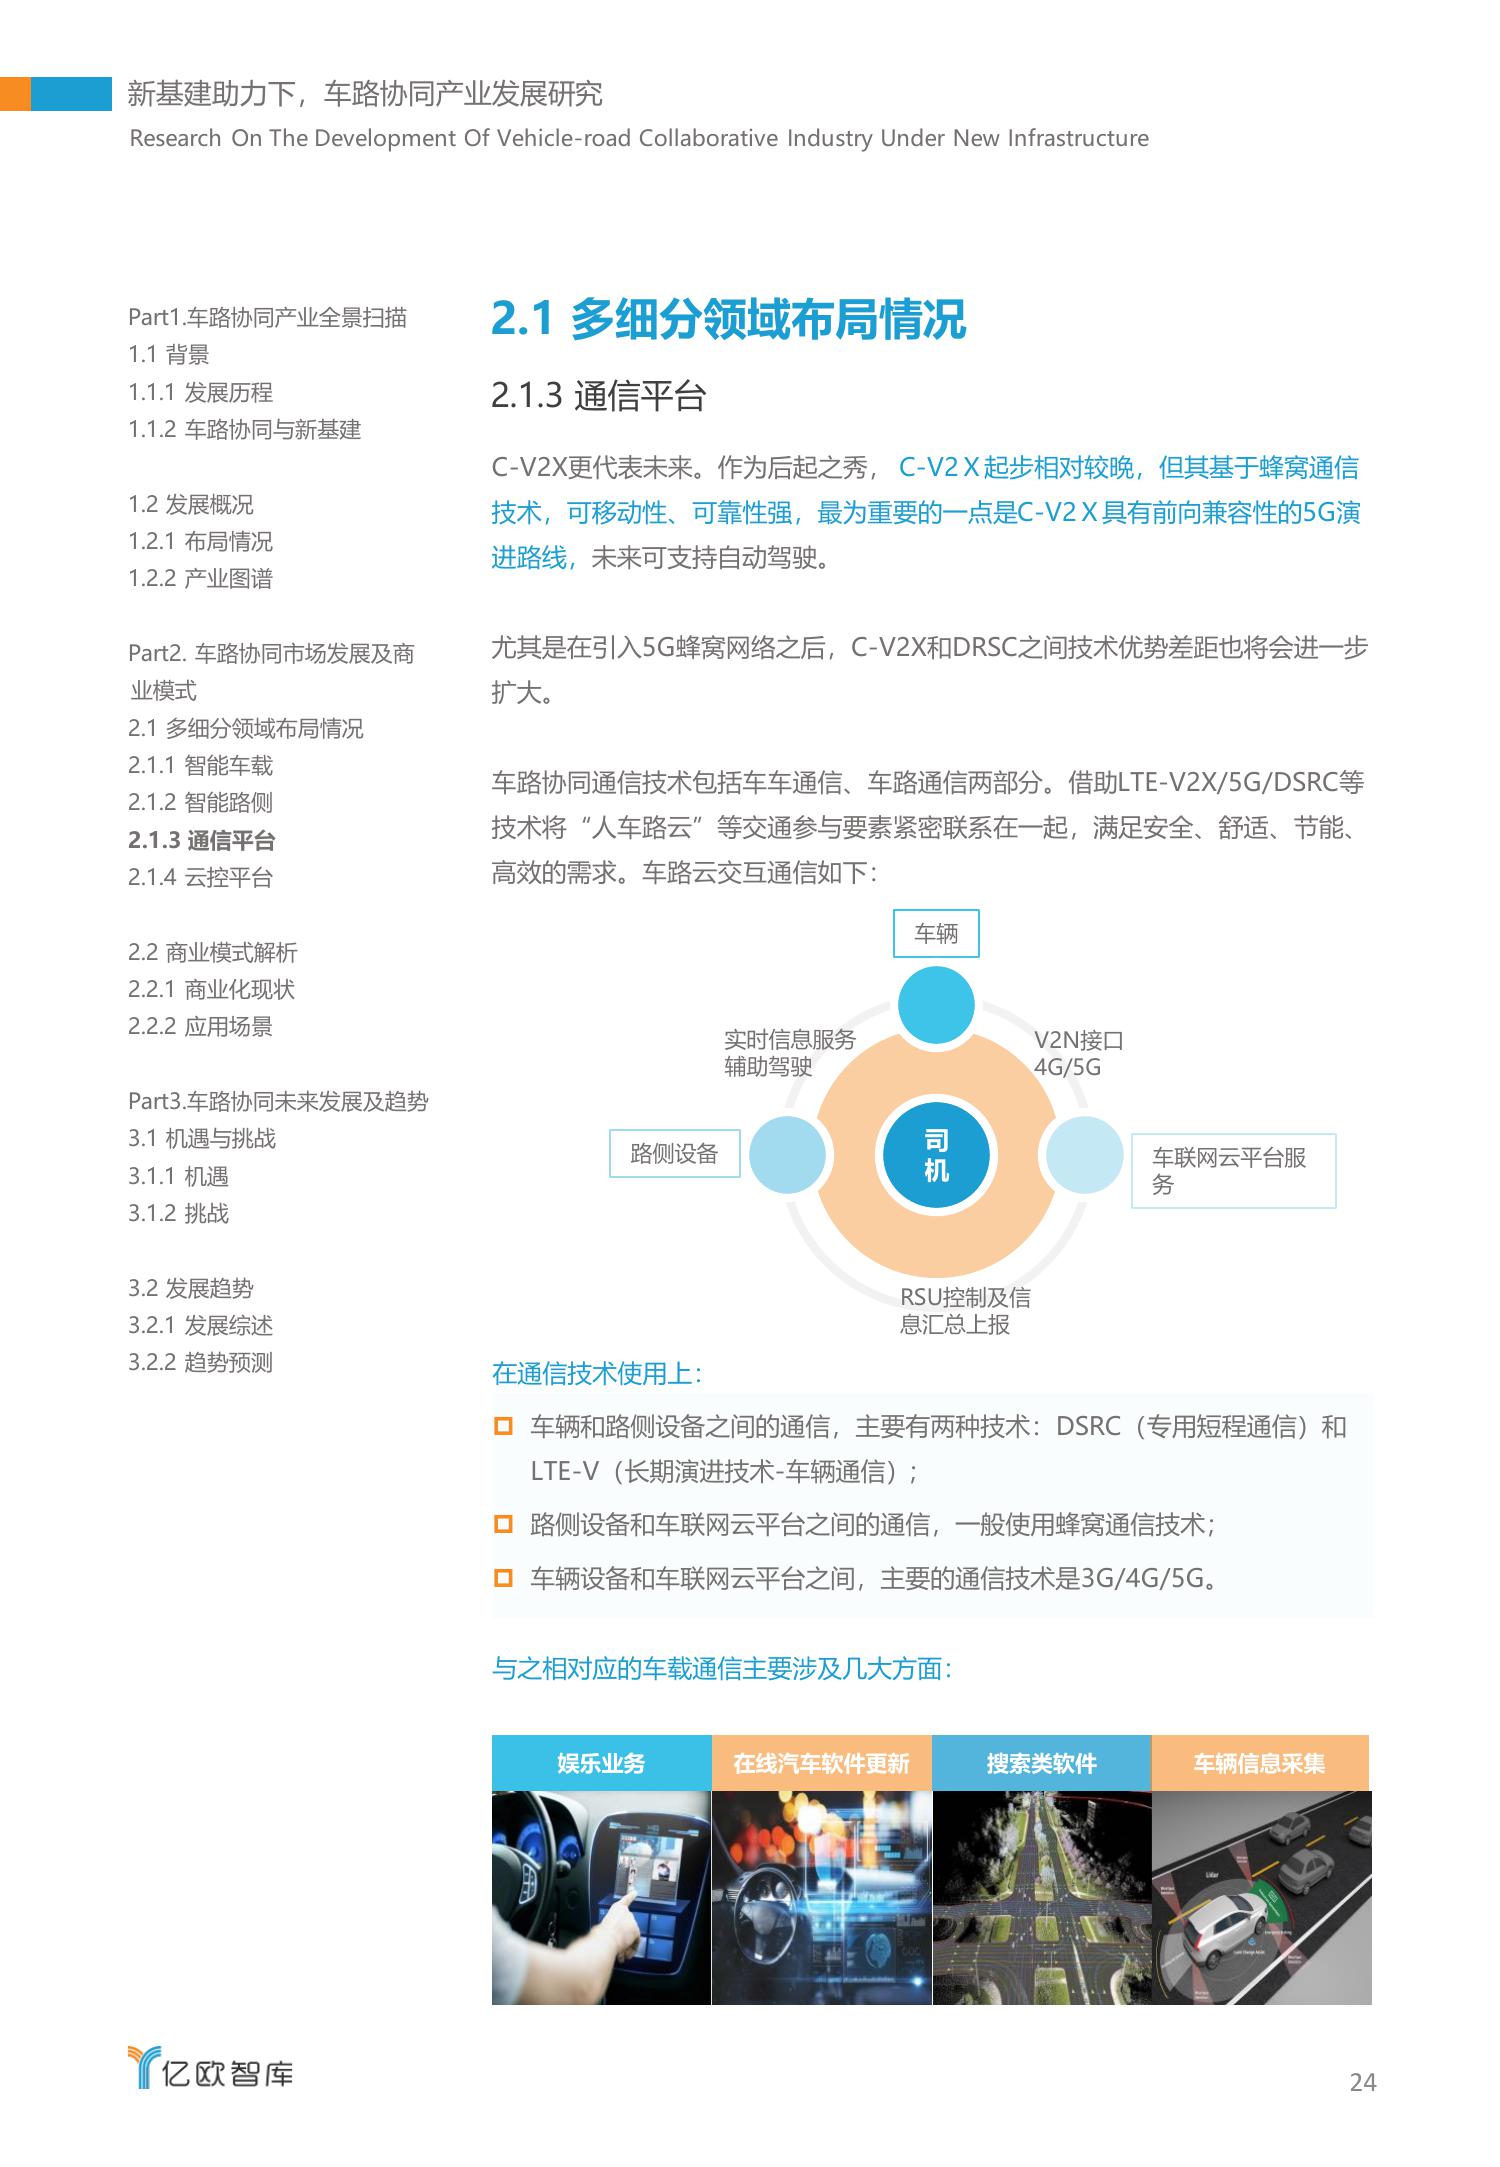 新基建助力下，车路协同产业发展研究
Research On The Development Of Vehicle-road Collaborative Industry Under New Infrastructure
Part1.车路协同产业全景扫描
1.1 背景
1.1.1 发展历程
1.1.2 车路协同与新基建
1.2 发展概况
1.2.1 布局情况
1.2.2 产业图谱
Part2. 车路协同市场发展及商
业模式
2.1 多细分领域布局情况
2.1.1 智能车载
2.1.2 智能路侧
2.1.3 通信平台
2.1.4 云控平台
2.2 商业模式解析
2.2.1 商业化现状
2.2.2 应用场景
Part3.车路协同未来发展及趋势
3.1 机遇与挑战
3.1.1 机遇
3.1.2 挑战
3.2 发展趋势
3.2.1 发展综述
3.2.2 趋势预测
2.1 多细分领域布局情况
2.1.3 通信平台
C-V2X更代表未来。作为后起之秀， C-V2X起步相对较晚，但其基于蜂窝通信
技术，可移动性、可靠性强，最为重要的一点是C-V2X具有前向兼容性的5G演
进路线，未来可支持自动驾驶。
尤其是在引入5G蜂窝网络之后，C-V2X和DRSC之间技术优势差距也将会进一步
扩大。
车路协同通信技术包括车车通信、车路通信两部分。借助LTE-V2X/5G/DSRC等
技术将“人车路云”等交通参与要素紧密联系在一起，满足安全、舒适、节能、
高效的需求。车路云交互通信如下：
车辆
实时信息服务
辅助驾驶
V2N接口
4G/5G
路侧设备
司
机
车联网云平台服
务
RSU控制及信
息汇总上报
在通信技术使用上：
车辆和路侧设备之间的通信，主要有两种技术：DSRC（专用短程通信）和
LTE-V（长期演进技术-车辆通信）；
路侧设备和车联网云平台之间的通信，一般使用蜂窝通信技术；
车辆设备和车联网云平台之间，主要的通信技术是3G/4G/5G。
与之相对应的车载通信主要涉及几大方面：
娱乐业务
在线汽车软件更新
搜索类软件
车辆信息采集
Lidar
亿欧智库
24